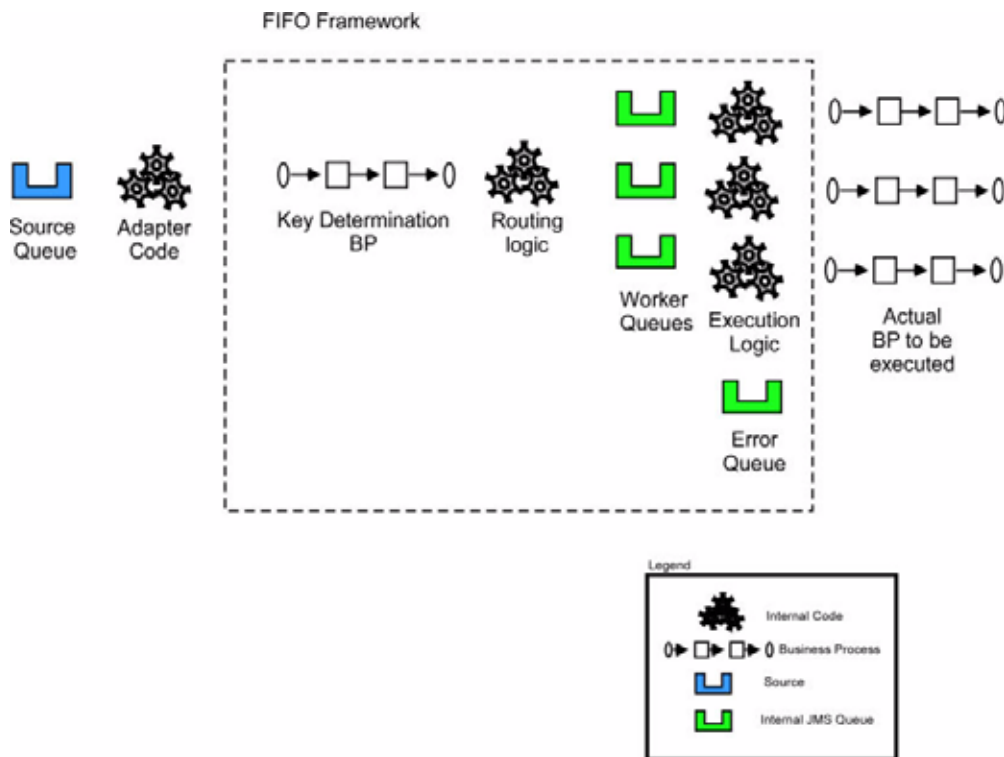 FIFO Framework
Source
Queue
Adapter
Code
Key Determination
BP
Routing
logic
Worker
Queues
Execution
Logic
Actual
BP to be
executed
Error
Queue
Legend
Internal Code
Business Process
Source
Internal JMS Queue